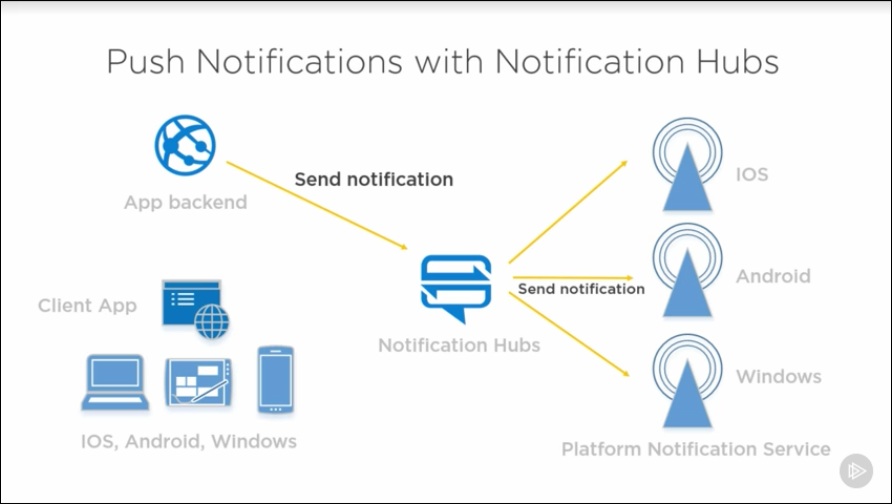 Push Notifications with Notification Hubs
App backend
Send notification
IOS
Android
Send notification
Client App
Notification Hubs
Windows
IOS, Android, Windows
Platform Notification Service